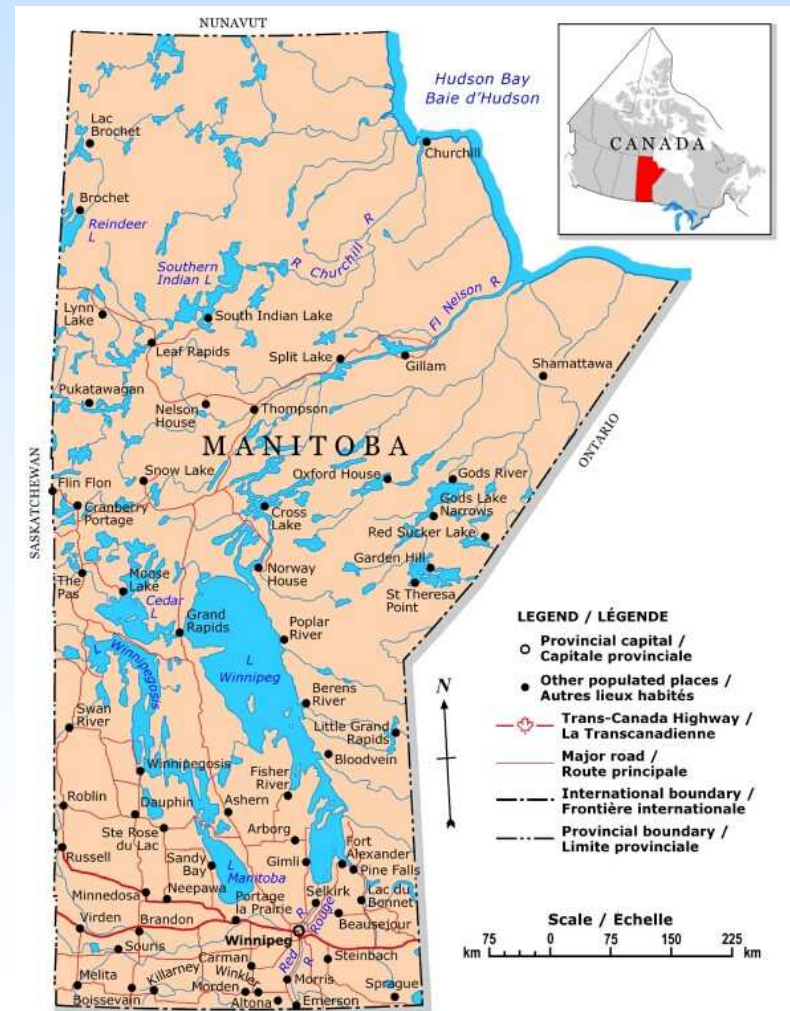 NUNAVUT
Hudson Bay
Baie d'Hudson
CANADA
Lac
Brochet
Churchill
Brochet
Reindeer
L
Southern
Indian L
R Churchill R
Fl Nelson R
Lynn
Lake
South Indian Lake
Leaf Rapids
Split Lake
Gillam
Shamattawa
Pukatawagan
Nelson
House
Thompson
MANITOBA
ONTARIO
SASKATCHEWAN
Snow Lake
Oxford House
Gods River
Flin Flon
Cranberry
Portage
Cross
Lake
Gods Lake
Narrows
Red Sucker Lake
Garden Hill
Norway
House
St Theresa
Point
The
Pas
Moose
Lake
Cedar
L
Grand
Rapids
Poplar
River
L Winnipegosis
L
Winnipeg
Berens
River
Swan
River
Little Grand
Rapids
Bloodvein
Winnipegosis
Fisher
River
Roblin
Dauphin
Ashern
Ste Rose
du Lac
Arborg
Fort
Alexander
Russell
Sandy
Bay
L
Manitoba
Gimli
Pine Falls
Minnedosa
Neepawa
Selkirk
Lac du
Bonnet
Portage
la Prairie
Virden
Brandon
Beausejour
Winnipeg
Red R
Rouge R
Souris
Carman
Steinbach
Melita
Killarney
Winkler
Morris
Boissevain
Morden
Altona
Emerson
Sprague
LEGEND / LÉGENDE
Provincial capital /
Capitale provinciale
Other populated places /
Autres lieux habités
Trans-Canada Highway /
La Transcanadienne
Major road /
Route principale
International boundary /
Frontière internationale
Provincial boundary /
Limite provinciale
N
Scale / Échelle
75 0 75 150 225
km km